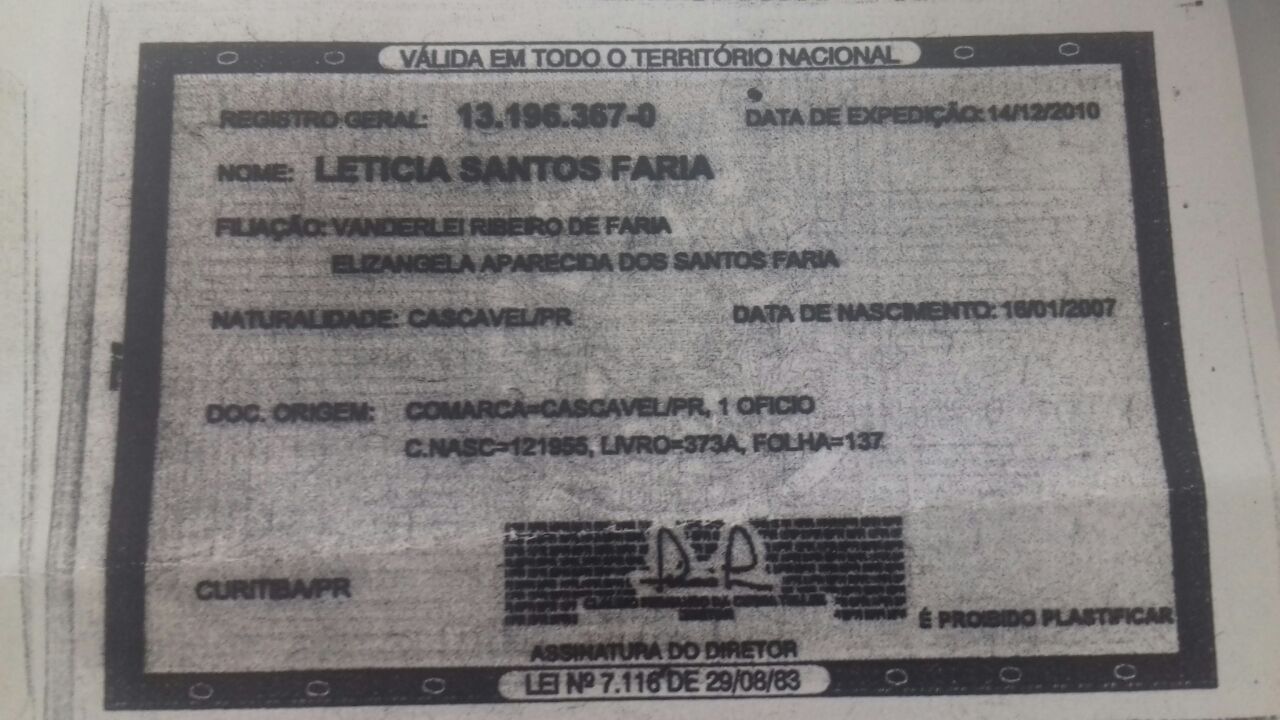 VÁLIDA EM TODO O TERRITÓRIO NACIONAL
REGISTRO GERAL: 13.196.367-0 DATA DE EXPEDIÇÃO: 14/12/2010
NOME: LETICIA SANTOS FARIA
FILIAÇÃO: VANDERLEI RIBEIRO DE FARIA
ELIZANGELA APARECIDA DOS SANTOS FARIA
NATURALIDADE: CASCAVEL/PR DATA DE NASCIMENTO: 16/01/2007
DOC. ORIGEM: COMARCA=CASCAVEL/PR, 1 OFICIO
C.NASC=121955, LIVRO=373A, FOLHA=137
CURITIBA/PR
É PROIBIDO PLASTIFICAR
ASSINATURA DO DIRETOR
LEI Nº 7.116 DE 29/08/83